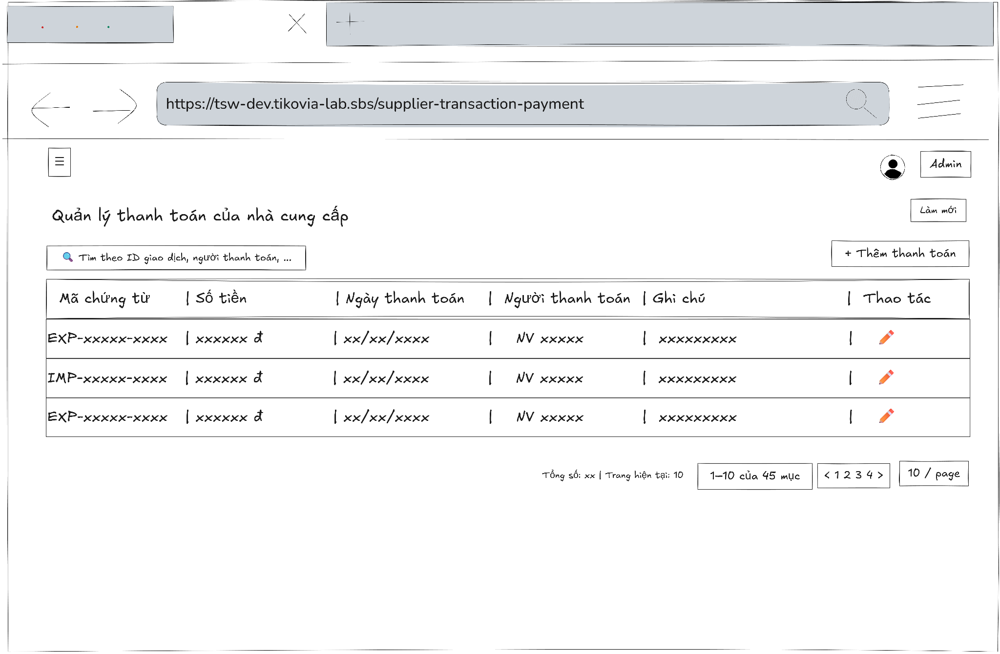 https://tsw-dev.tikovia-lab.sbs/supplier-transaction-payment
☰
Admin
Quản lý thanh toán của nhà cung cấp
Làm mới
🔍 Tìm theo ID giao dịch, người thanh toán, ...
+ Thêm thanh toán
Mã chứng từ | Số tiền | Ngày thanh toán | Người thanh toán | Ghi chú | Thao tác
EXP-xxxxx-xxxx | xxxxxx đ | xx/xx/xxxx | NV xxxxx | xxxxxxxxx | ✏️
IMP-xxxxx-xxxx | xxxxxx đ | xx/xx/xxxx | NV xxxxx | xxxxxxxxx | ✏️
EXP-xxxxx-xxxx | xxxxxx đ | xx/xx/xxxx | NV xxxxx | xxxxxxxxx | ✏️
Tổng số: xx | Trang hiện tại: 10
1–10 của 45 mục
< 1 2 3 4 >
10 / page